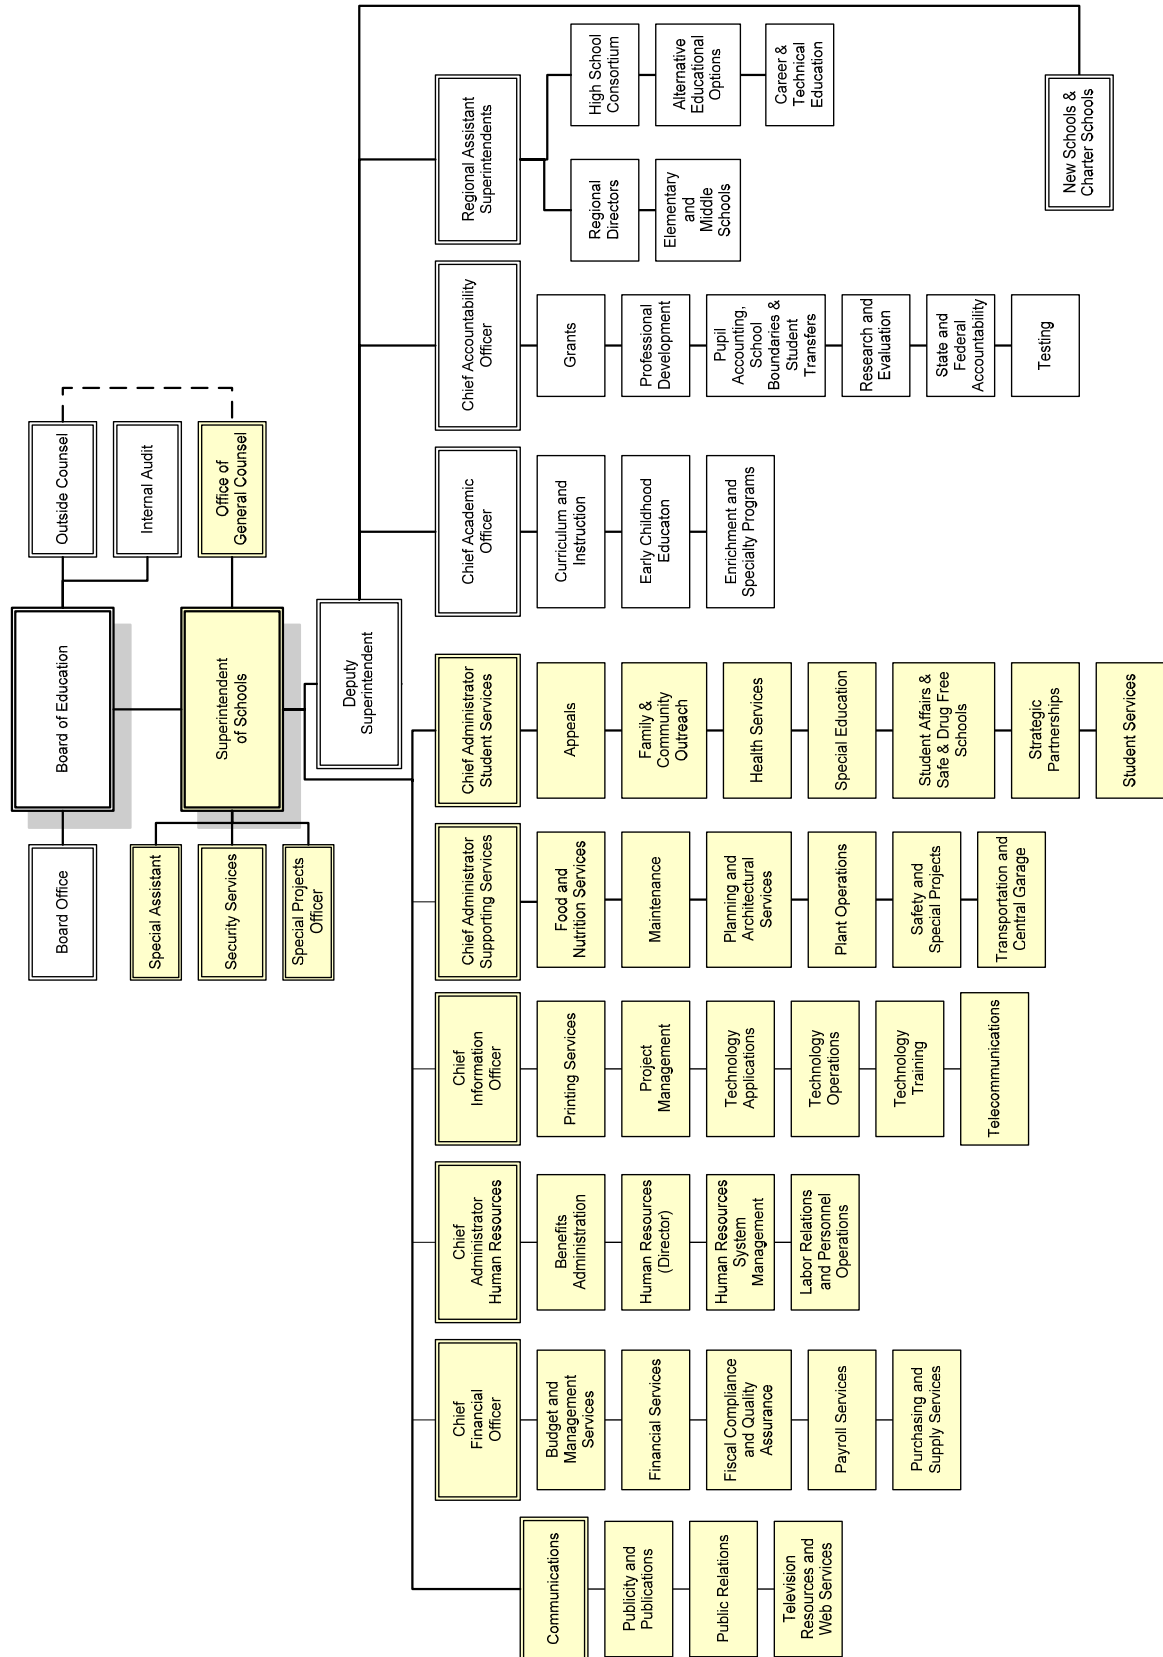 Board Office
Board of Education
Outside Counsel
Internal Audit
Special Assistant
Security Services
Special Projects
Officer
Superintendent
of Schools
Office of
General Counsel
Deputy
Superintendent
Communications
Publicity and
Publications
Public Relations
Television
Resources and
Web Services
Chief
Financial
Officer
Budget and
Management
Services
Financial Services
Fiscal Compliance
and Quality
Assurance
Payroll Services
Purchasing and
Supply Services
Chief
Administrator
Human Resources
Benefits
Administration
Human Resources
(Director)
Human Resources
System
Management
Labor Relations
and Personnel
Operations
Chief
Information
Officer
Printing Services
Project
Management
Technology
Applications
Technology
Operations
Technology
Training
Telecommunications
Chief Administrator
Supporting Services
Food and
Nutrition Services
Maintenance
Planning and
Architectural
Services
Plant Operations
Safety and
Special Projects
Transportation and
Central Garage
Chief Administrator
Student Services
Appeals
Family &
Community
Outreach
Health Services
Special Education
Student Affairs &
Safe & Drug Free
Schools
Strategic
Partnerships
Student Services
Chief Academic
Officer
Curriculum and
Instruction
Early Childhood
Educaton
Enrichment and
Specialty Programs
Chief Accountability
Officer
Grants
Professional
Development
Pupil
Accounting,
School
Boundaries &
Student
Transfers
Research and
Evaluation
State and
Federal
Accountability
Testing
Regional Assistant
Superintendents
Regional
Directors
Elementary
and
Middle
Schools
High School
Consortium
Alternative
Educational
Options
Career &
Technical
Education
New Schools &
Charter Schools